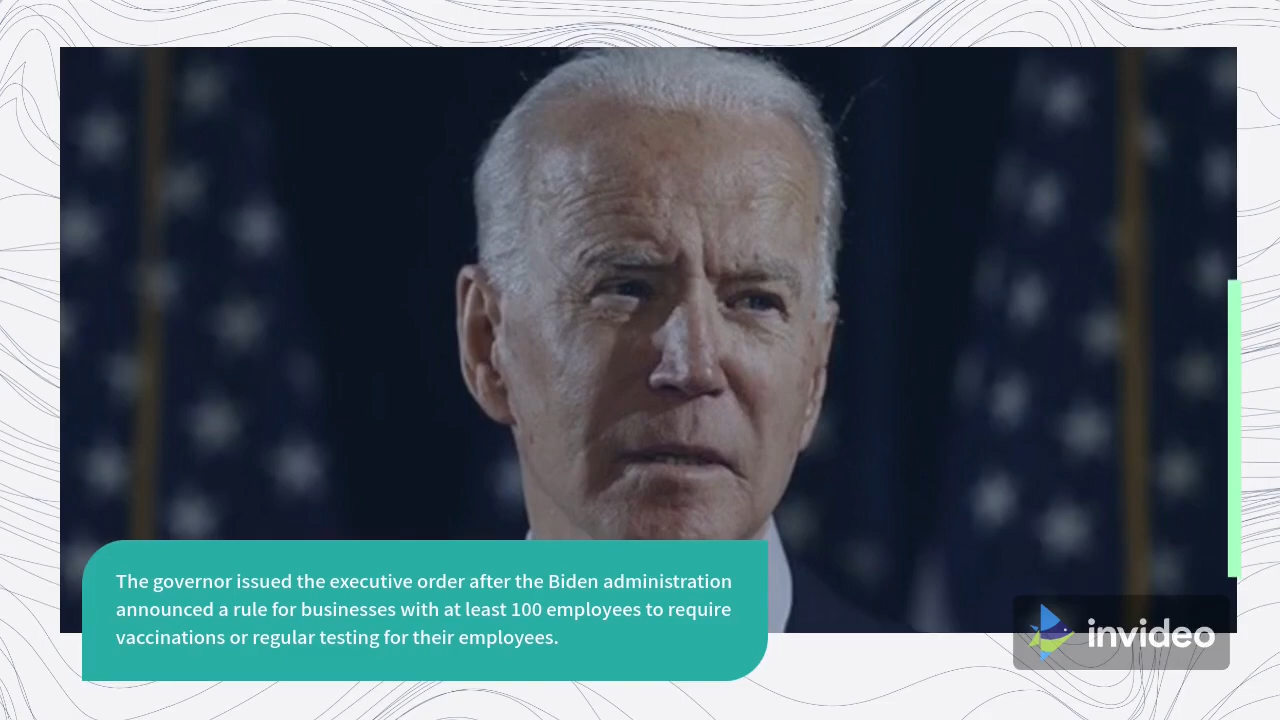 The governor issued the executive order after the Biden administration
announced a rule for businesses with at least 100 employees to require
vaccinations or regular testing for their employees.
invideo